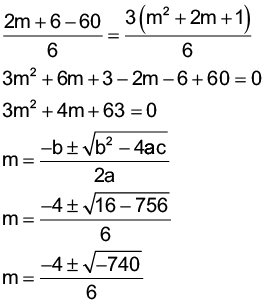 (2m + 6 − 60)/6 = 3(m² + 2m + 1)/6
3m² + 6m + 3 − 2m − 6 + 60 = 0
3m² + 4m + 63 = 0
m = (−b ± √(b² − 4ac))/2a
m = (−4 ± √(16 − 756))/6
m = (−4 ± √(−740))/6